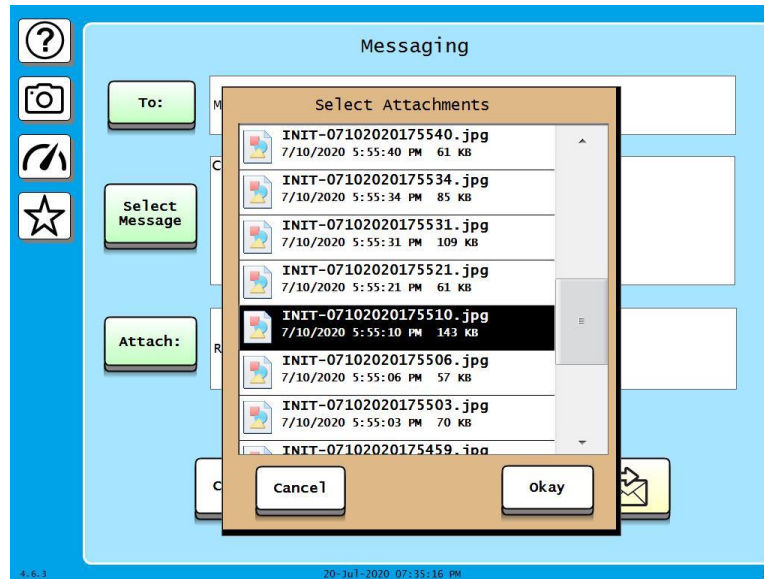 Messaging
To:
M
Select Attachments
INIT-07102020175540.jpg
7/10/2020 5:55:40 PM 61 KB
INIT-07102020175534.jpg
7/10/2020 5:55:34 PM 85 KB
C
Select
Message
INIT-07102020175531.jpg
7/10/2020 5:55:31 PM 109 KB
INIT-07102020175521.jpg
7/10/2020 5:55:21 PM 61 KB
INIT-07102020175510.jpg
7/10/2020 5:55:10 PM 143 KB
Attach:
R
INIT-07102020175506.jpg
7/10/2020 5:55:06 PM 57 KB
INIT-07102020175503.jpg
7/10/2020 5:55:03 PM 70 KB
INIT-07102020175459.jpg
C
Cancel
Okay
4.6.3
20-Jul-2020 07:35:16 PM